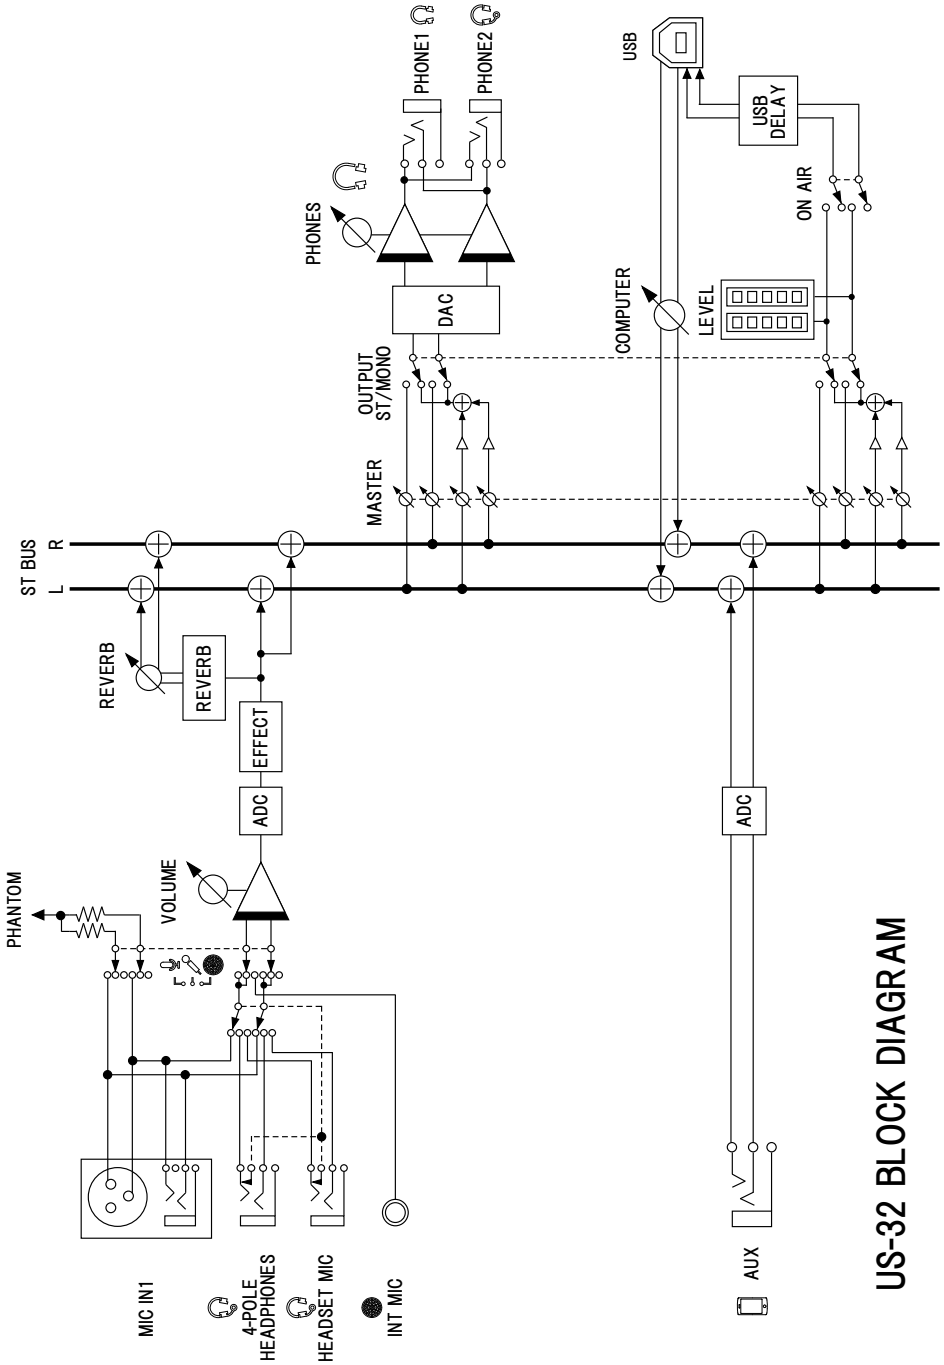 US-32 BLOCK DIAGRAM
MIC IN1
4-POLE
HEADPHONES
HEADSET MIC
INT MIC
AUX
PHANTOM
VOLUME
ADC
EFFECT
REVERB
REVERB
ADC
ST BUS
L
R
MASTER
OUTPUT
ST/MONO
DAC
PHONES
PHONE1
PHONE2
COMPUTER
LEVEL
ON AIR
USB
DELAY
USB